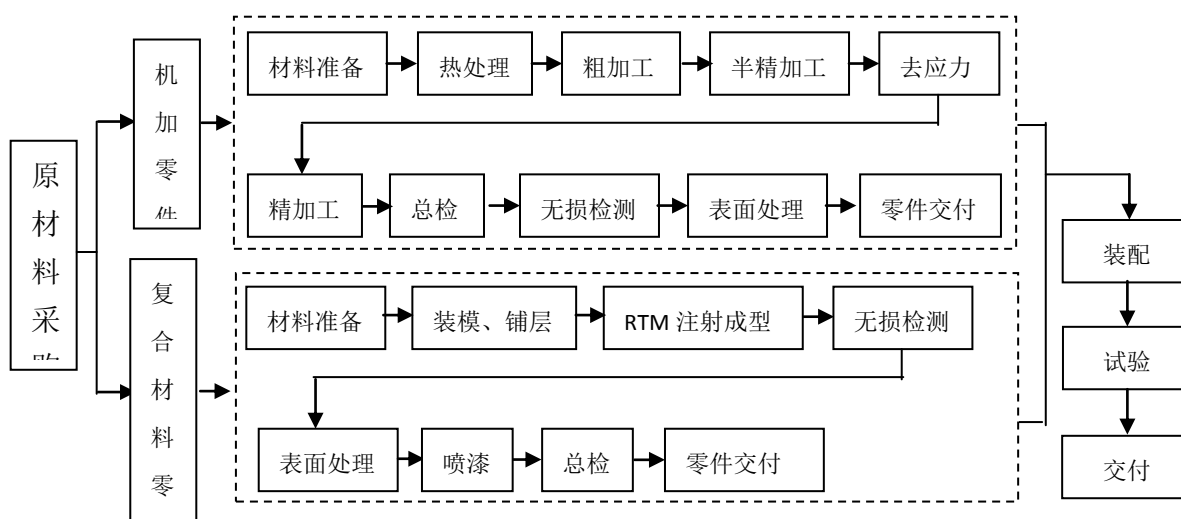 原材料采购
机加零件
材料准备
热处理
粗加工
半精加工
去应力
精加工
总检
无损检测
表面处理
零件交付
复合材料零
材料准备
装模、铺层
RTM 注射成型
无损检测
表面处理
喷漆
总检
零件交付
装配
试验
交付